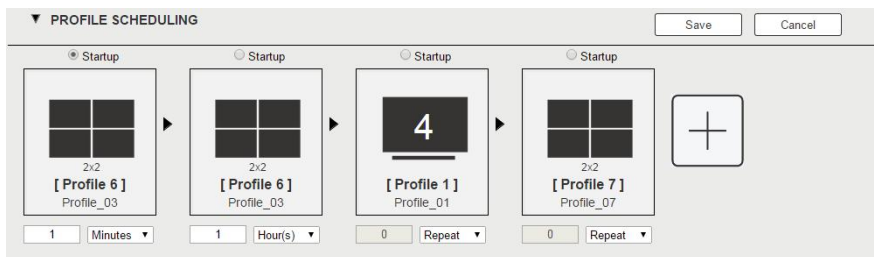 ▼ PROFILE SCHEDULING Save Cancel
Startup Startup Startup Startup
4
2x2 2x2 2x2
[ Profile 6 ] [ Profile 6 ] [ Profile 1 ] [ Profile 7 ]
Profile_03 Profile_03 Profile_01 Profile_07
1 Minutes ▼ 1 Hour(s) ▼ 0 Repeat ▼ 0 Repeat ▼